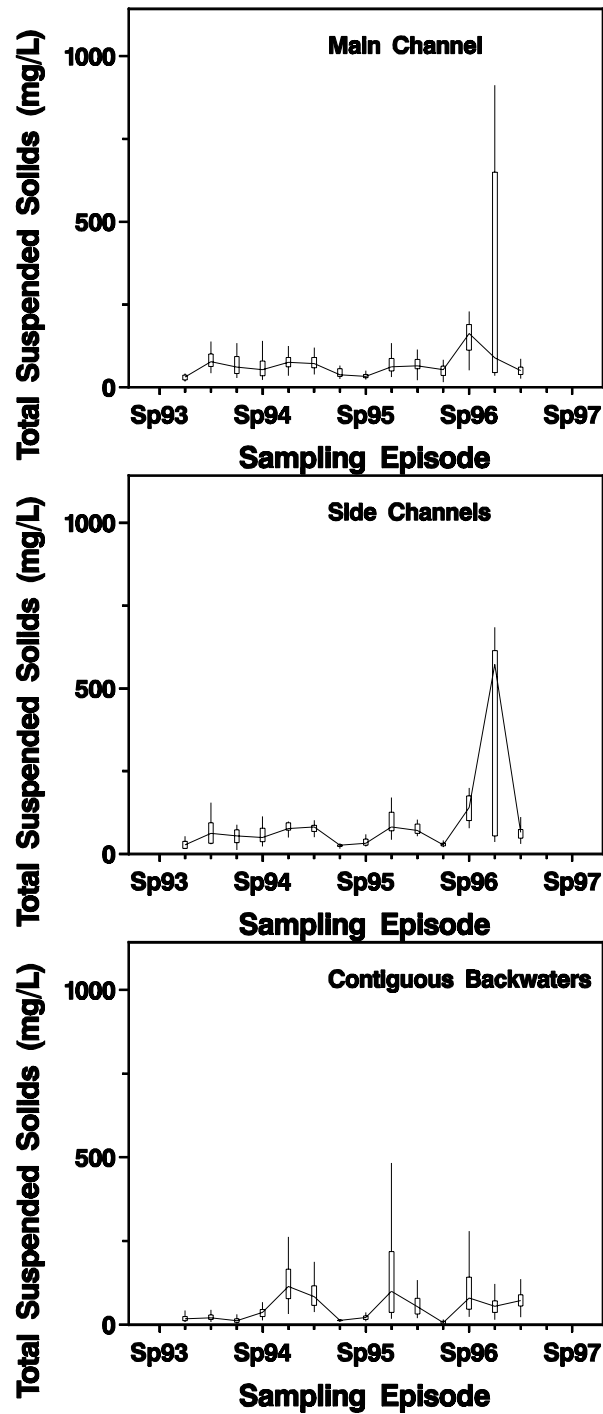 Main Channel
Total Suspended Solids (mg/L)
1000
500
0
Sp93 Sp94 Sp95 Sp96 Sp97
Sampling Episode
Side Channels
Total Suspended Solids (mg/L)
1000
500
0
Sp93 Sp94 Sp95 Sp96 Sp97
Sampling Episode
Contiguous Backwaters
Total Suspended Solids (mg/L)
1000
500
0
Sp93 Sp94 Sp95 Sp96 Sp97
Sampling Episode